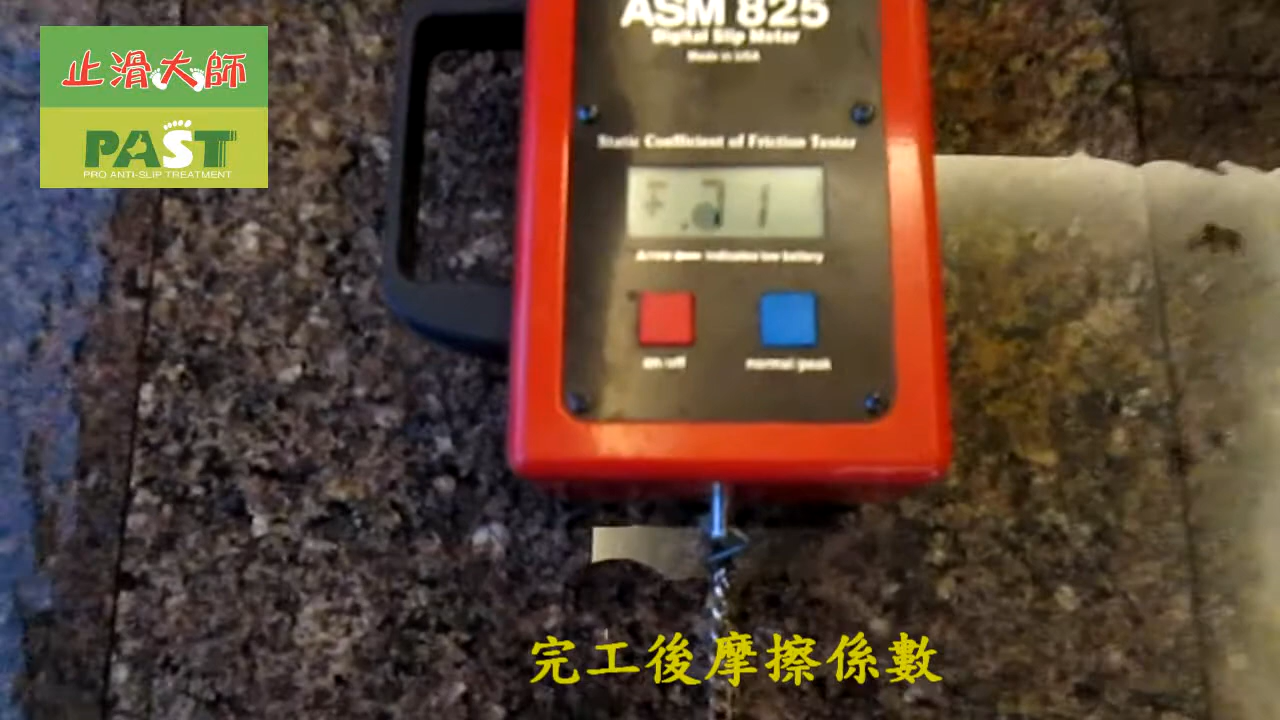 止滑大師
PAST
PRO ANTI-SLIP TREATMENT
ASM 825
Digital Slip Meter
Made in USA
Static Coefficient of Friction Tester
Arrow down indicates low battery
on/off
normal/peak
完工後摩擦係數